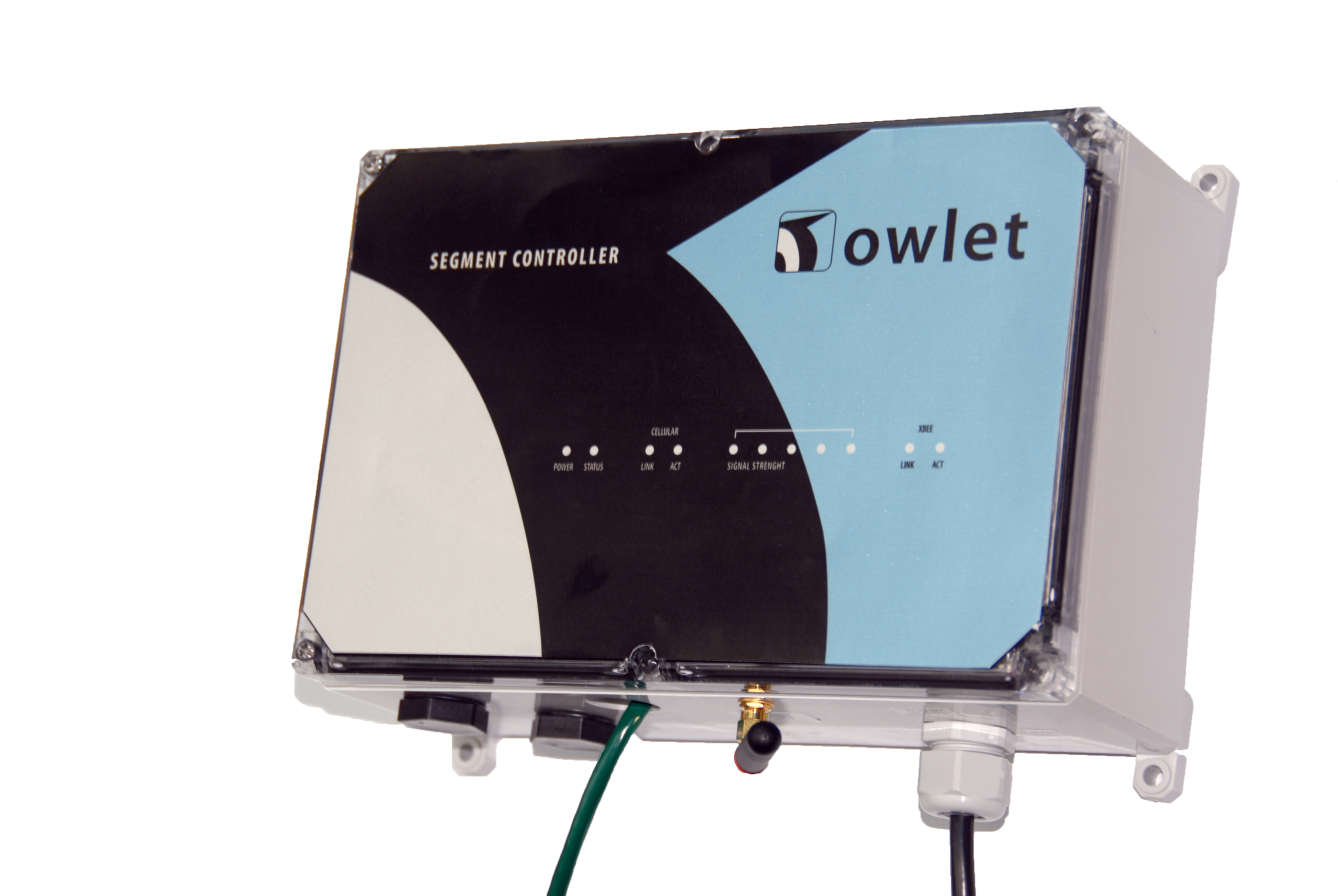 SEGMENT CONTROLLER
owlet
CELLULAR
XBEE
POWER STATUS LINK ACT SIGNAL STRENGHT LINK ACT